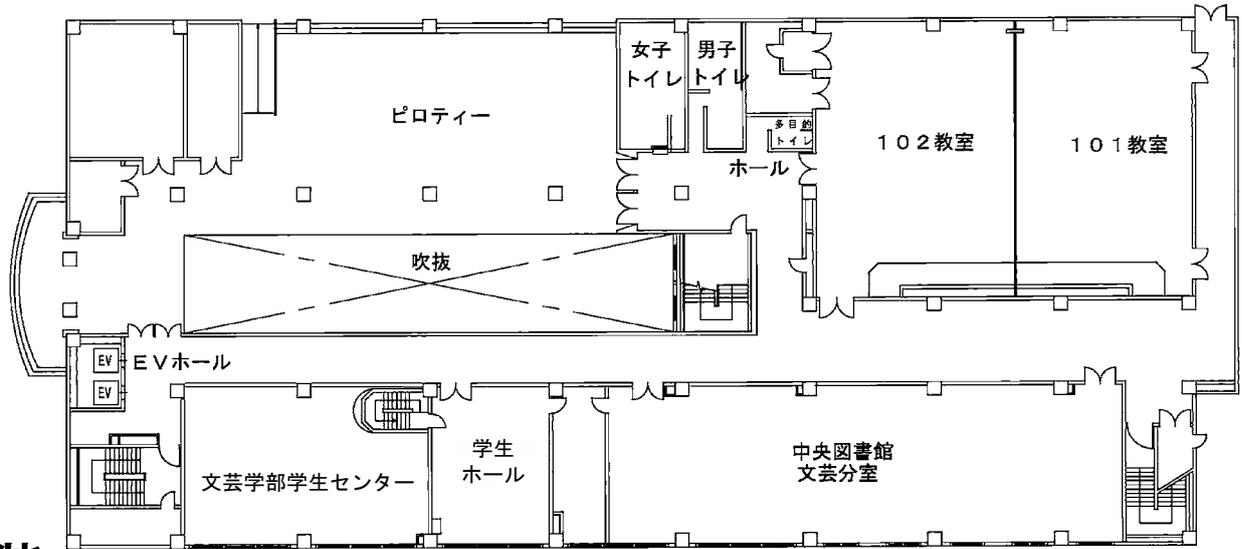 女子
トイレ
男子
トイレ
ピロティー
多目的
トイレ
102教室
101教室
ホール
吹抜
EV
EVホール
EV
学生
ホール
文芸学部学生センター
中央図書館
文芸分室